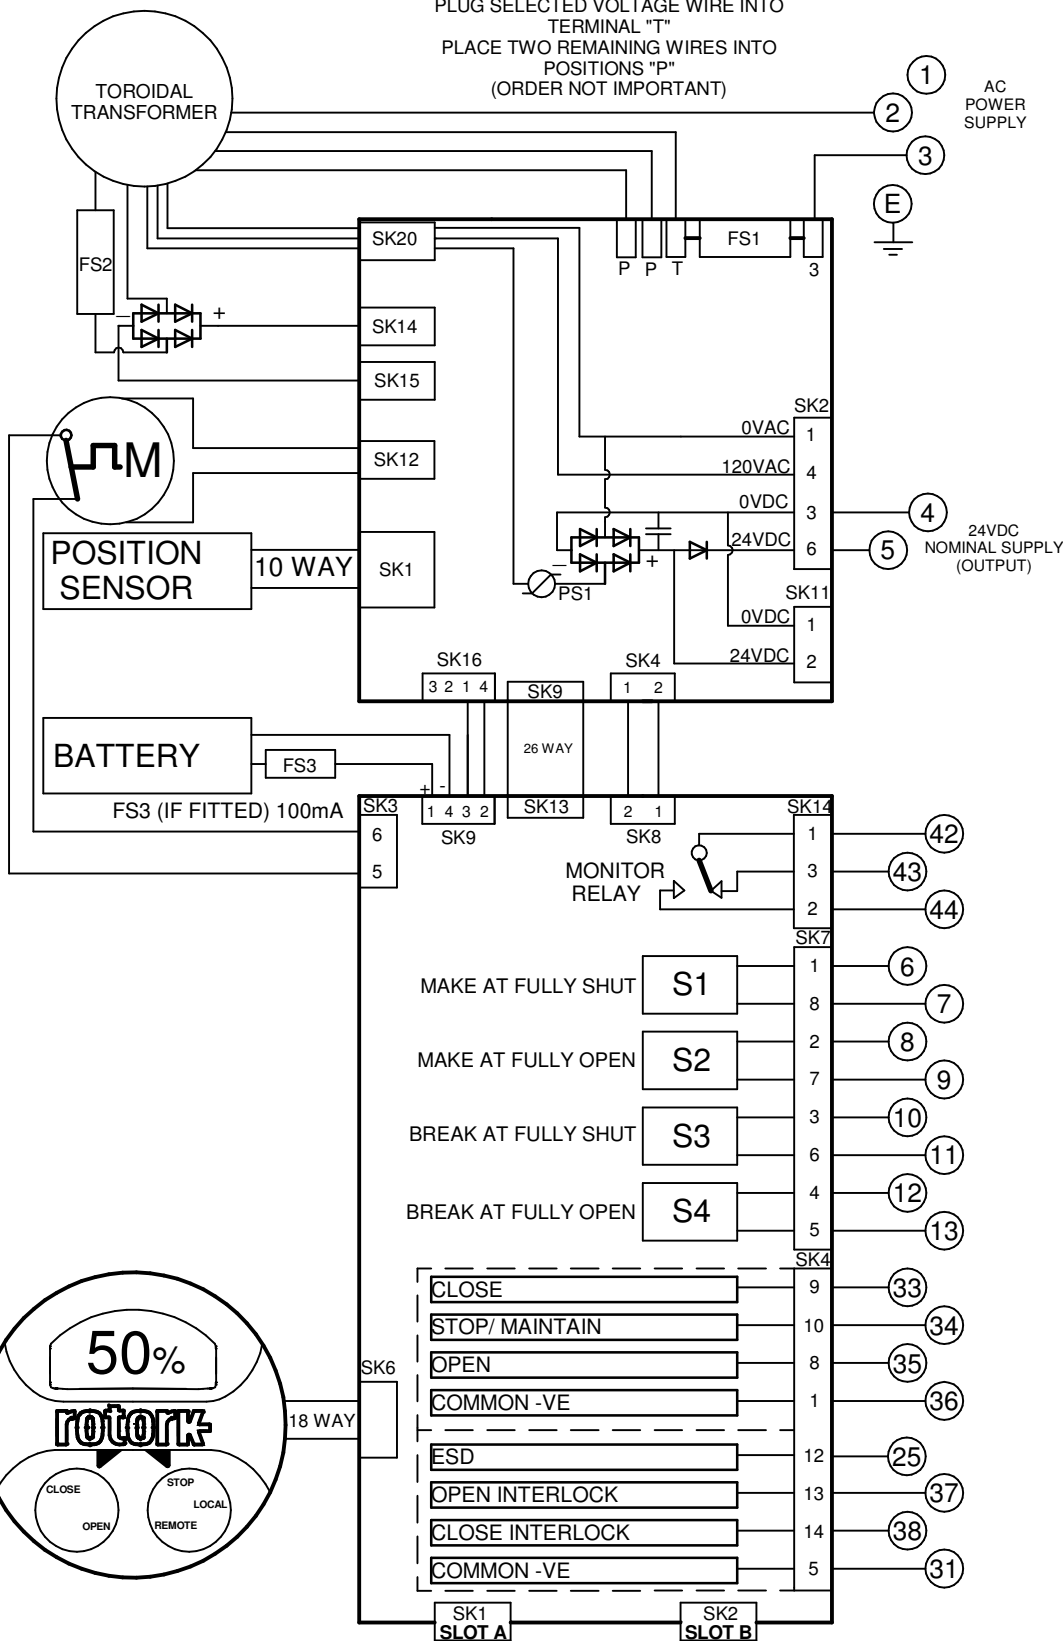 PLUG SELECTED VOLTAGE WIRE INTO
TERMINAL "T"
PLACE TWO REMAINING WIRES INTO
POSITIONS "P"
(ORDER NOT IMPORTANT)
TOROIDAL
TRANSFORMER
1
2
3
E
AC
POWER
SUPPLY
FS2
SK20
P P T
FS1
3
− +
SK14
SK15
M
SK12
POSITION
SENSOR
10 WAY
SK1
SK2
0VAC 1
120VAC 4
0VDC 3
24VDC 6
4
5
24VDC
NOMINAL SUPPLY
(OUTPUT)
− +
PS1
SK11
0VDC 1
24VDC 2
SK16
3 2 1 4
SK9
SK4
1 2
26 WAY
BATTERY
FS3
FS3 (IF FITTED) 100mA
+ -
SK3
6
5
1 4 3 2
SK9
SK13
2 1
SK8
SK14
MONITOR
RELAY
1 42
3 43
2 44
SK7
MAKE AT FULLY SHUT S1
1 6
8 7
MAKE AT FULLY OPEN S2
2 8
7 9
BREAK AT FULLY SHUT S3
3 10
6 11
BREAK AT FULLY OPEN S4
4 12
5 13
SK4
CLOSE 9 33
STOP/ MAINTAIN 10 34
OPEN 8 35
COMMON -VE 1 36
ESD 12 25
OPEN INTERLOCK 13 37
CLOSE INTERLOCK 14 38
COMMON -VE 5 31
50%
rotork
CLOSE
OPEN
STOP
LOCAL
REMOTE
18 WAY
SK6
SK1
SLOT A
SK2
SLOT B